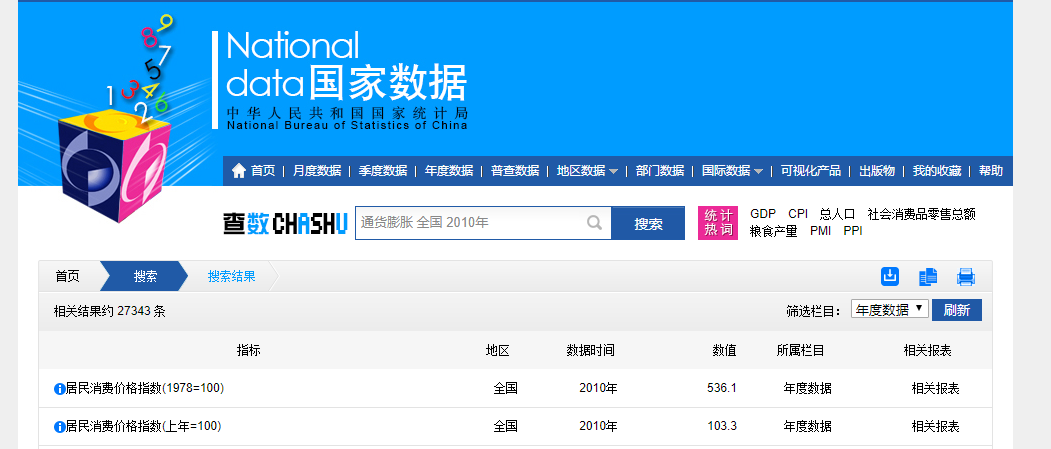 9
8
7
5
1 3 4 6
2
National
data国家数据
中华人民共和国国家统计局
National Bureau of Statistics of China
首页 | 月度数据 | 季度数据 | 年度数据 | 普查数据 | 地区数据 | 部门数据 | 国际数据 | 可视化产品 | 出版物 | 我的收藏 | 帮助
查数 CHASHU 通货膨胀 全国 2010年 搜索
统计
热词
GDP CPI 总人口 社会消费品零售总额
粮食产量 PMI PPI
首页 搜索 搜索结果
相关结果约 27343 条 筛选栏目： 年度数据 刷新
指标 地区 数据时间 数值 所属栏目 相关报表
居民消费价格指数(1978=100) 全国 2010年 536.1 年度数据 相关报表
居民消费价格指数(上年=100) 全国 2010年 103.3 年度数据 相关报表